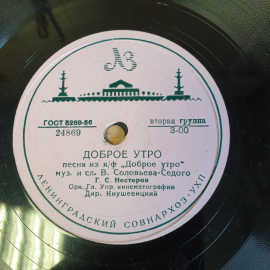 ЛЗ
ГОСТ 5289-56
вторая группа
24869
3-00
ДОБРОЕ УТРО
песня из к/ф „Доброе утро"
муз. и сл. В. Соловьева-Седого
Г. С. Нестеров
Орк. Гл. Упр. кинематографии
Дир. Кнушевицкий
ЛЕНИНГРАДСКИЙ СОВНАРХОЗ-УХП